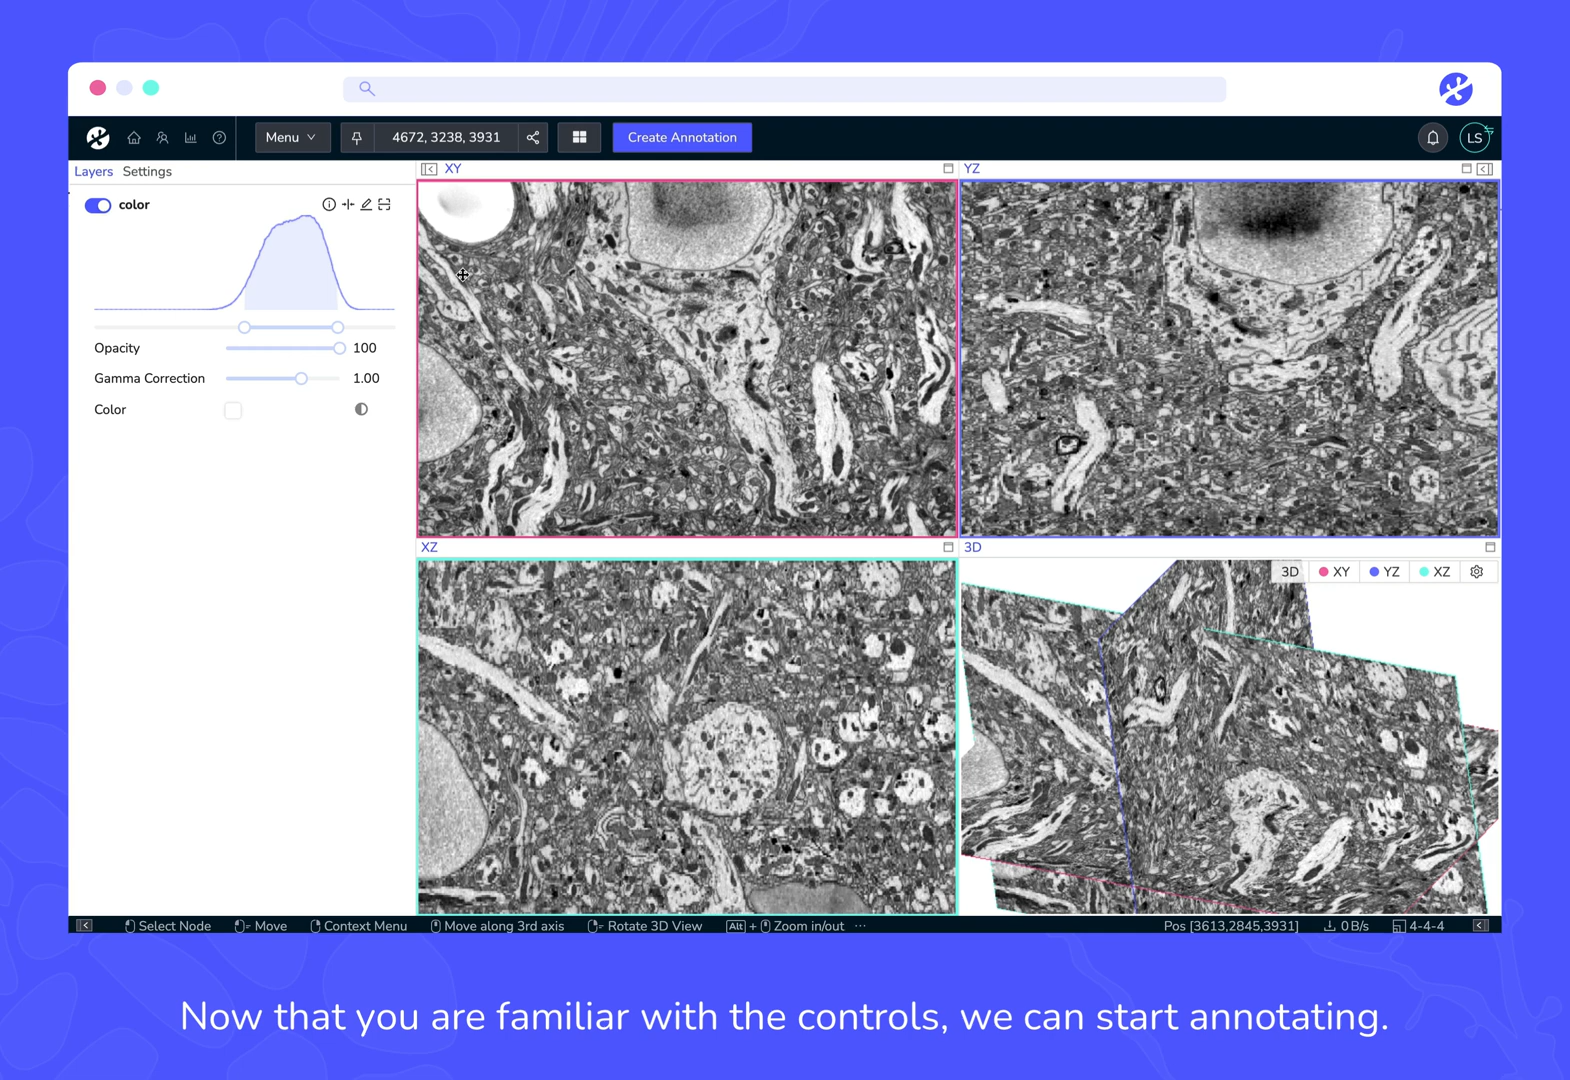 Menu
4672, 3238, 3931
Create Annotation
LS
Layers Settings
color
Opacity 100
Gamma Correction 1.00
Color
XY
YZ
XZ
3D
3D XY YZ XZ
Select Node Move Context Menu Move along 3rd axis Rotate 3D View Alt + Zoom in/out ...
Pos [3613,2845,3931] 0 B/s 4-4-4
Now that you are familiar with the controls, we can start annotating.